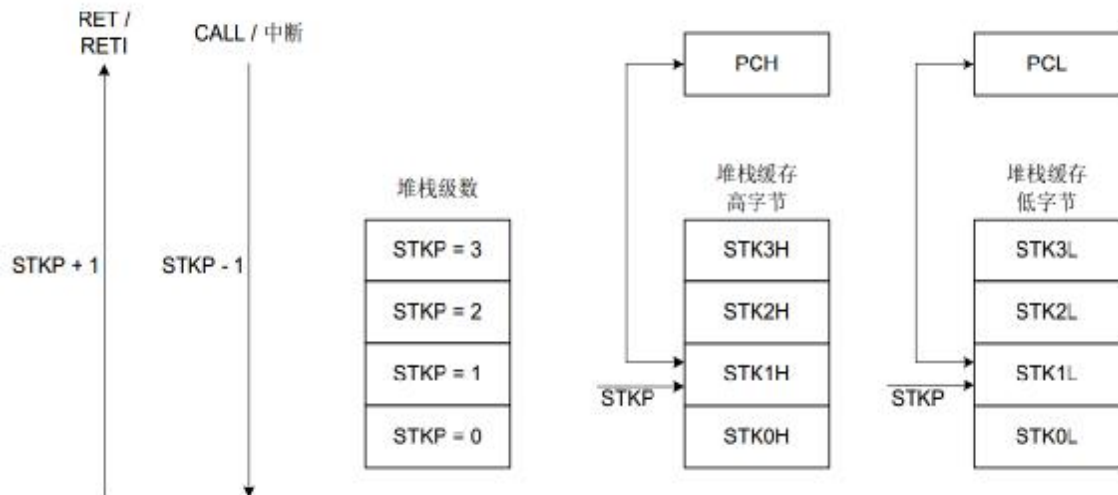 RET /
RETI
CALL / 中断
PCH
PCL
堆栈级数
堆栈缓存
高字节
堆栈缓存
低字节
STKP + 1
STKP - 1
STKP = 3
STK3H
STK3L
STKP = 2
STK2H
STK2L
STKP = 1
STK1H
STK1L
STKP
STKP
STKP = 0
STK0H
STK0L